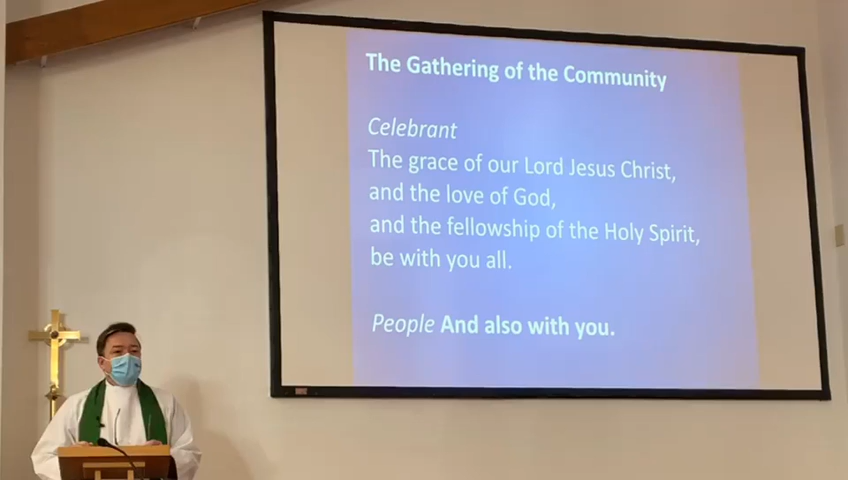 The Gathering of the Community
Celebrant
The grace of our Lord Jesus Christ,
and the love of God,
and the fellowship of the Holy Spirit,
be with you all.
People And also with you.